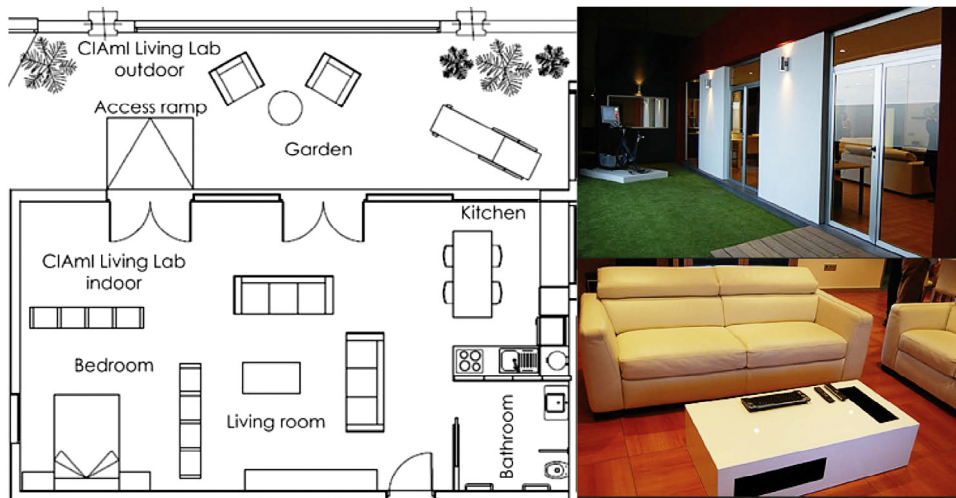 CIAmI Living Lab
outdoor
Access ramp
Garden
Kitchen
CIAmI Living Lab
indoor
Bedroom
Living room
Bathroom